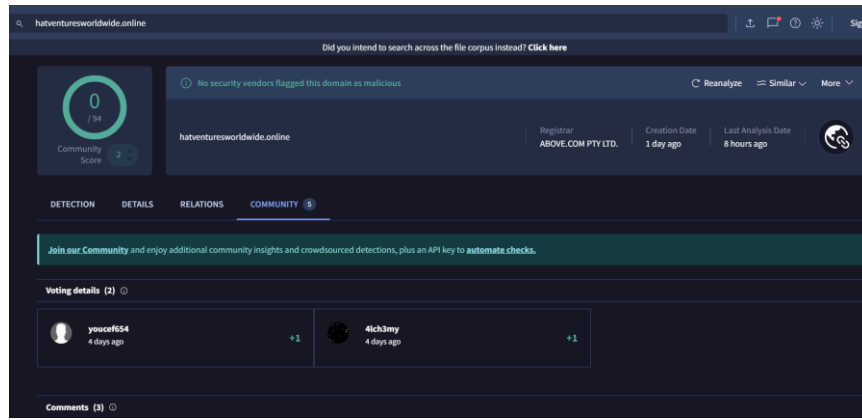 hatventuresworldwide.online
Sig
Did you intend to search across the file corpus instead? Click here
0
/ 94
Community
Score
2
No security vendors flagged this domain as malicious
Reanalyze
Similar
More
hatventuresworldwide.online
Registrar
ABOVE.COM PTY LTD.
Creation Date
1 day ago
Last Analysis Date
8 hours ago
DETECTION
DETAILS
RELATIONS
COMMUNITY 5
Join our Community and enjoy additional community insights and crowdsourced detections, plus an API key to automate checks.
Voting details (2)
youcef654
4 days ago
+1
4lch3my
4 days ago
+1
Comments (3)